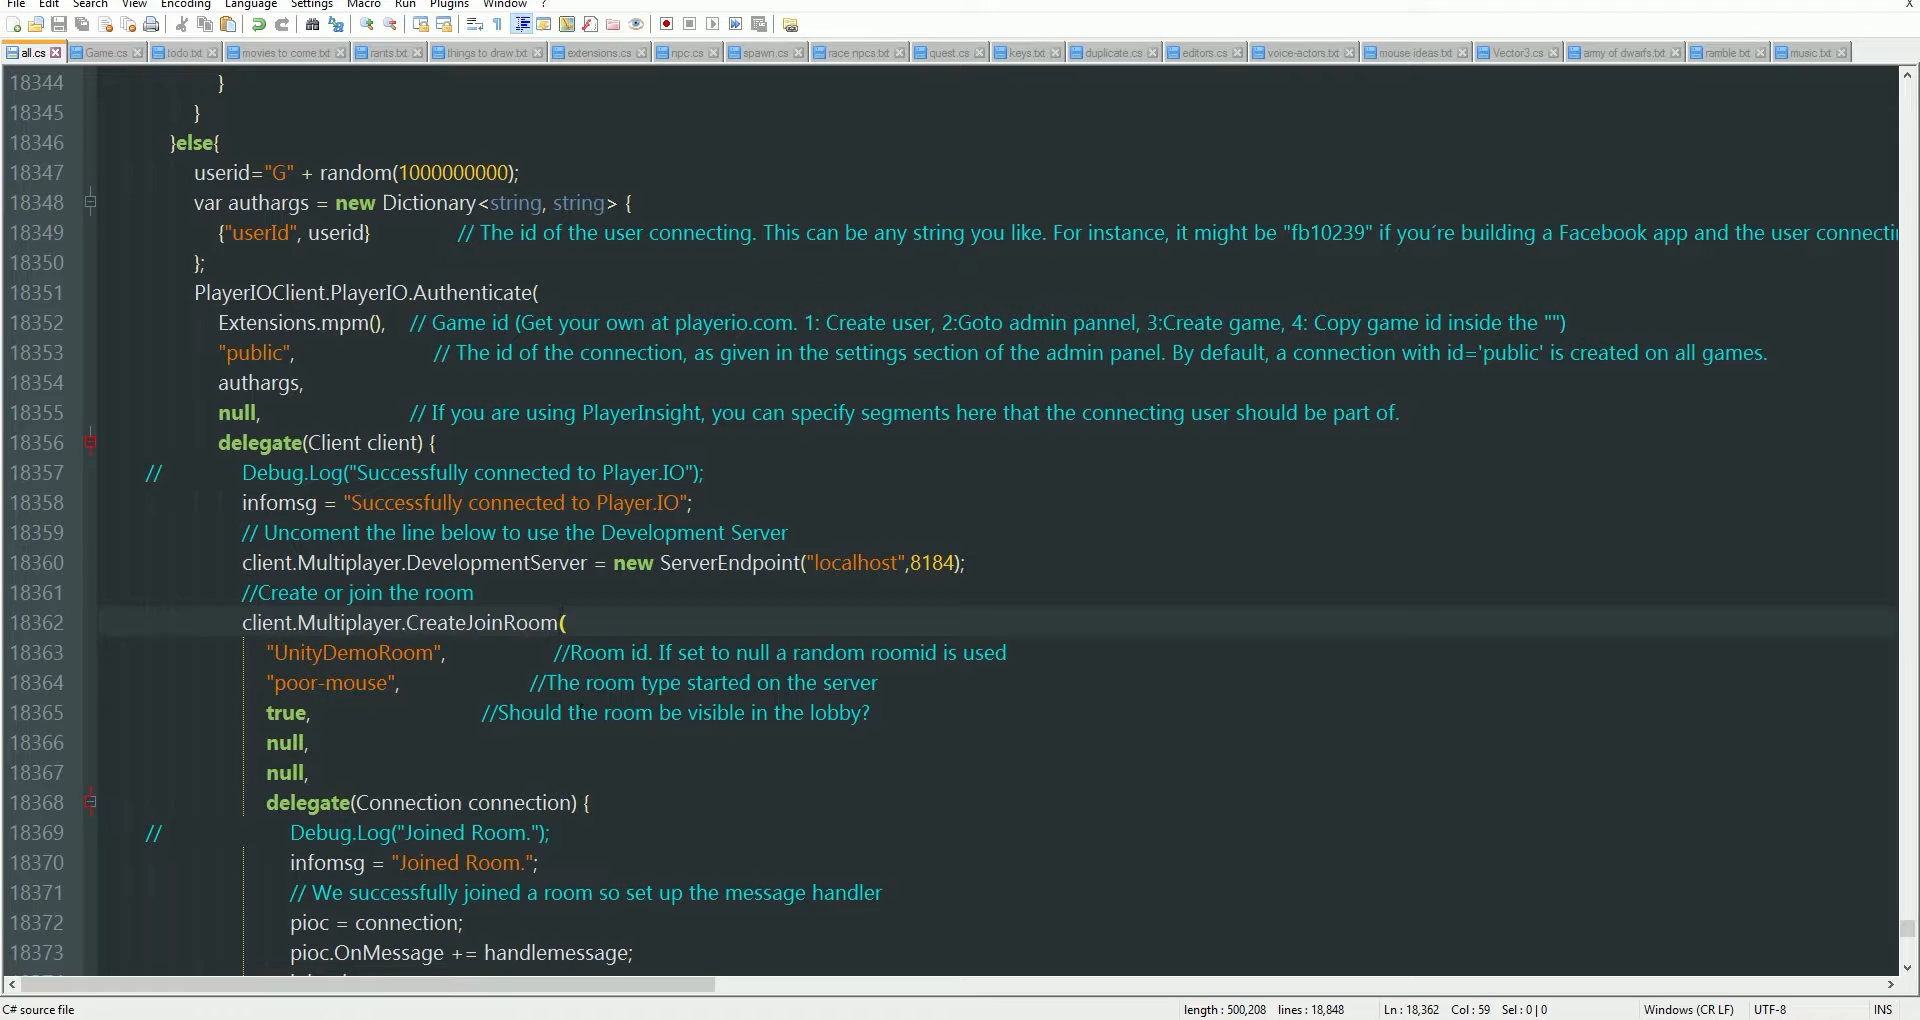 File Edit Search View Encoding Language Settings Macro Run Plugins Window ? X
all.cs Game.cs todo.txt movies to come.txt rants.txt things to draw.txt extensions.cs npc.cs spawn.cs race npcs.txt quest.cs keys.txt duplicate.cs editors.cs voice-actors.txt mouse ideas.txt Vector3.cs army of dwarfs.txt ramble.txt music.txt
18344 }
18345 }
18346 }else{
18347 userid="G" + random(1000000000);
18348 var authargs = new Dictionary<string, string> {
18349 {"userId", userid} // The id of the user connecting. This can be any string you like. For instance, it might be "fb10239" if you´re building a Facebook app and the user connectin
18350 };
18351 PlayerIOClient.PlayerIO.Authenticate(
18352 Extensions.mpm(), // Game id (Get your own at playerio.com. 1: Create user, 2:Goto admin pannel, 3:Create game, 4: Copy game id inside the "")
18353 "public", // The id of the connection, as given in the settings section of the admin panel. By default, a connection with id='public' is created on all games.
18354 authargs,
18355 null, // If you are using PlayerInsight, you can specify segments here that the connecting user should be part of.
18356 delegate(Client client) {
18357 // Debug.Log("Successfully connected to Player.IO");
18358 infomsg = "Successfully connected to Player.IO";
18359 // Uncoment the line below to use the Development Server
18360 client.Multiplayer.DevelopmentServer = new ServerEndpoint("localhost",8184);
18361 //Create or join the room
18362 client.Multiplayer.CreateJoinRoom(
18363 "UnityDemoRoom", //Room id. If set to null a random roomid is used
18364 "poor-mouse", //The room type started on the server
18365 true, //Should the room be visible in the lobby?
18366 null,
18367 null,
18368 delegate(Connection connection) {
18369 // Debug.Log("Joined Room.");
18370 infomsg = "Joined Room.";
18371 // We successfully joined a room so set up the message handler
18372 pioc = connection;
18373 pioc.OnMessage += handlemessage;
C# source file length : 500,208 lines : 18,848 Ln : 18,362 Col : 59 Sel : 0 | 0 Windows (CR LF) UTF-8 INS